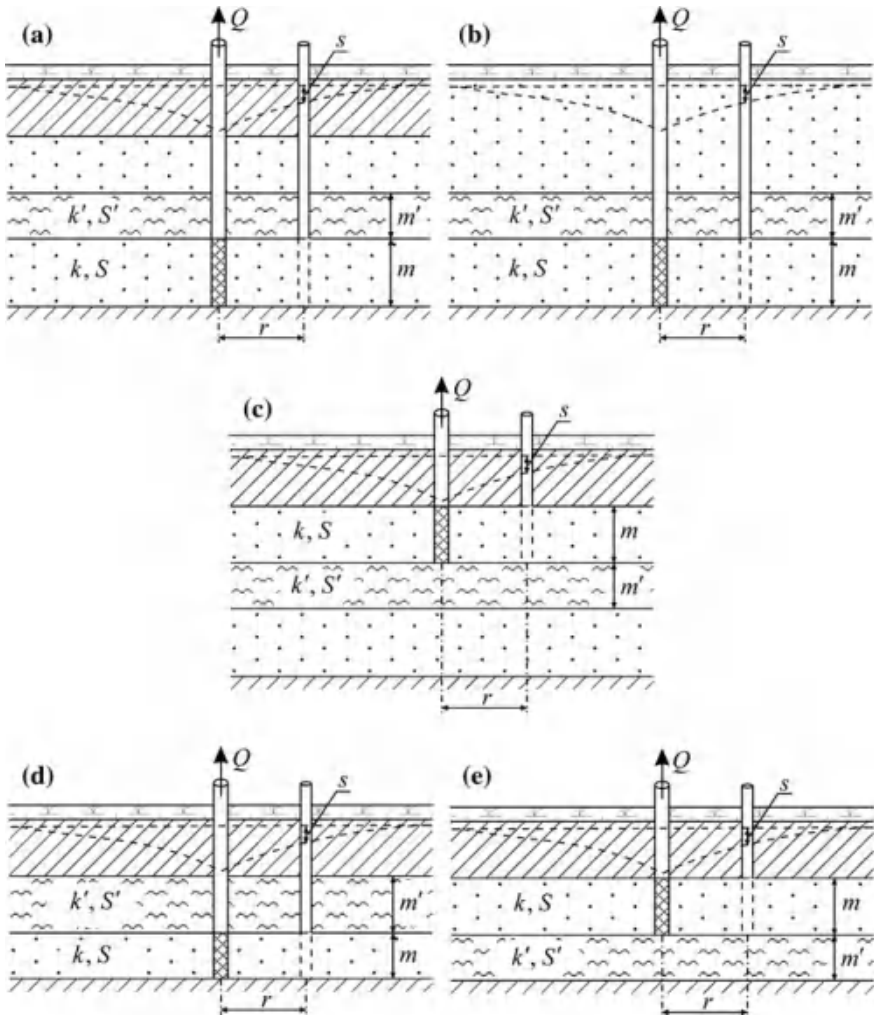 (a) Q s
k′, S′ m′
k, S m
r
(b) Q s
k′, S′ m′
k, S m
r
(c) Q s
k, S m
k′, S′ m′
r
(d) Q s
k′, S′ m′
k, S m
r
(e) Q s
k, S m
k′, S′ m′
r